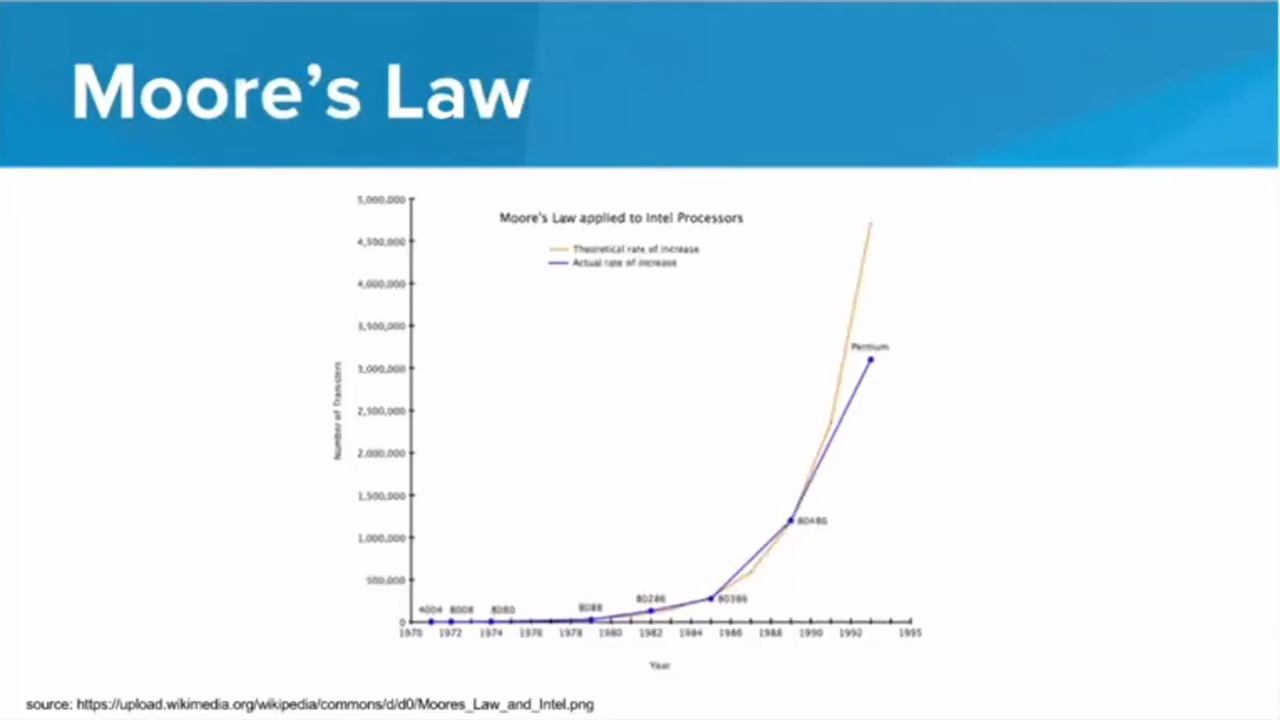 Moore's Law
Moore's Law applied to Intel Processors
Theoretical rate of increase
Actual rate of increase
5,000,000
4,500,000
4,000,000
3,500,000
3,000,000
2,500,000
2,000,000
1,500,000
1,000,000
500,000
0
Number of Transistors
Pentium
80486
80386
80286
8088
4004 8008 8080
1970 1972 1974 1976 1978 1980 1982 1984 1986 1988 1990 1992 1995
Year
source: https://upload.wikimedia.org/wikipedia/commons/d/d0/Moores_Law_and_Intel.png